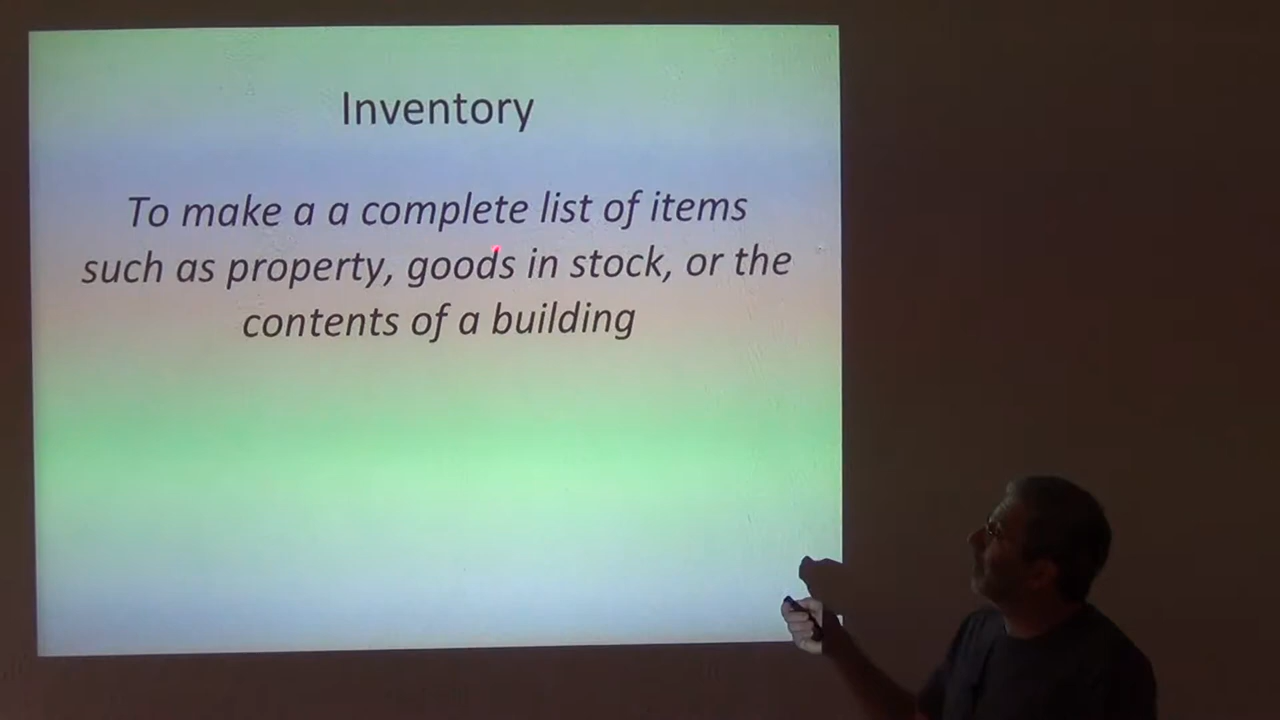 Inventory
To make a a complete list of items
such as property, goods in stock, or the
contents of a building